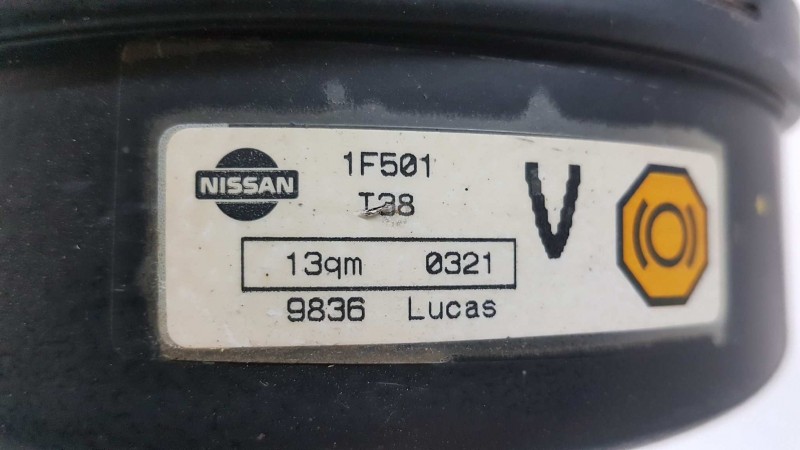 NISSAN
1F501
T38
V
13qm 0321
9836 Lucas